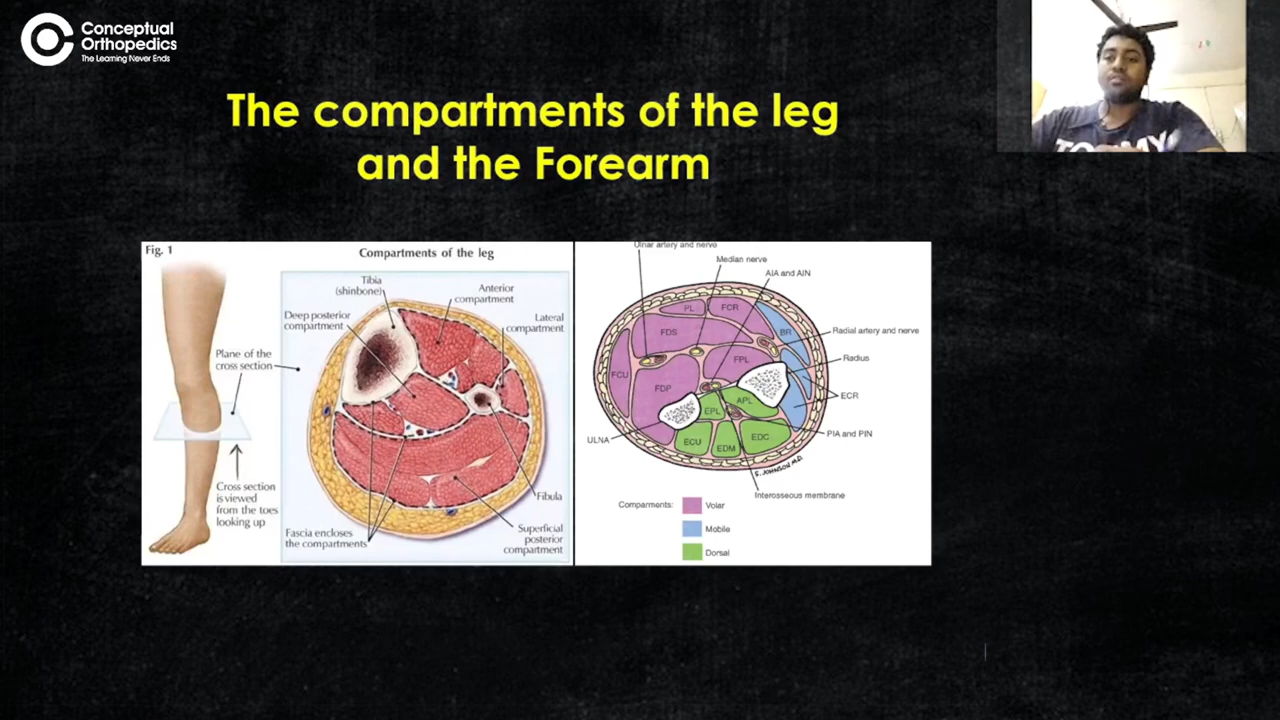 Conceptual
Orthopedics
The Learning Never Ends
The compartments of the leg
and the Forearm
Fig. 1
Compartments of the leg
Tibia
(shinbone)
Anterior
compartment
Deep posterior
compartment
Lateral
compartment
Plane of the
cross section
Cross section
is viewed
from the toes
looking up
Fascia encloses
the compartments
Fibula
Superficial
posterior
compartment
Ulnar artery and nerve
Median nerve
AIA and AIN
PL
FCR
BR
FDS
Radial artery and nerve
FPL
Radius
FCU
FDP
ECR
APL
EPL
PIA and PIN
ULNA
ECU
EDM
EDC
E. JOHNSON M.D.
Interosseous membrane
Comparments:
Volar
Mobile
Dorsal